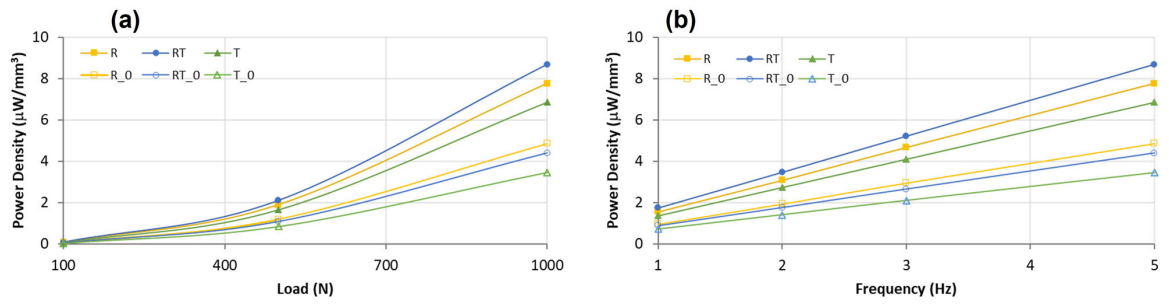 (a)
Power Density (μW/mm³)
10
8
6
4
2
0
R RT T
R_0 RT_0 T_0
100 400 700 1000
Load (N)
(b)
Power Density (μW/mm³)
10
8
6
4
2
0
R RT T
R_0 RT_0 T_0
1 2 3 4 5
Frequency (Hz)